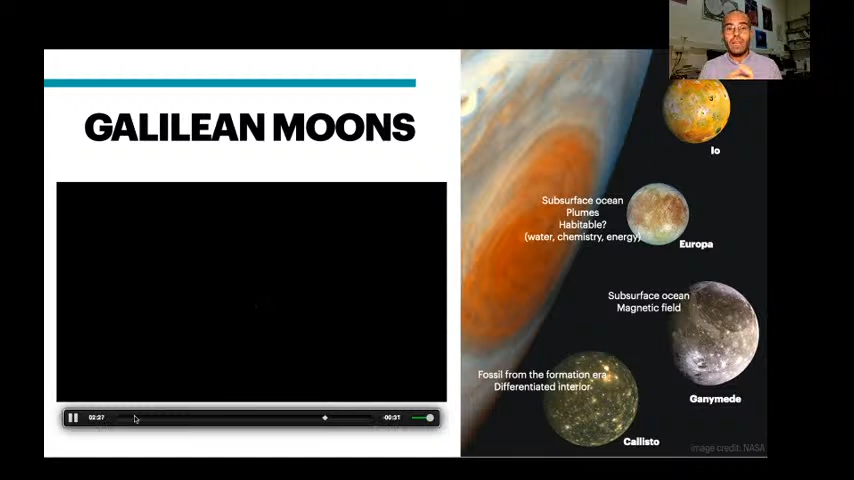 GALILEAN MOONS
Io
Subsurface ocean
Plumes
Habitable?
(water, chemistry, energy)
Europa
Subsurface ocean
Magnetic field
Ganymede
Fossil from the formation era
Differentiated interior
Callisto
02:27
-00:31
image credit: NASA